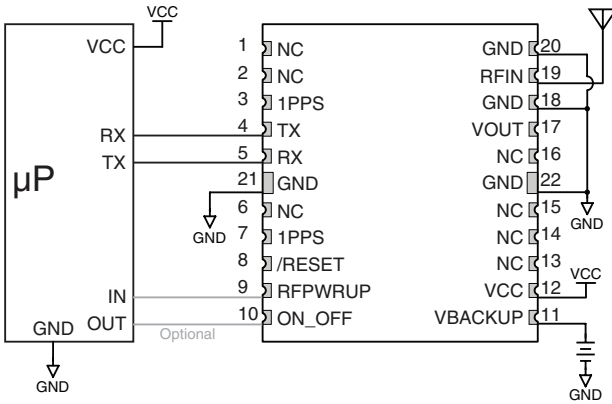 VCC
VCC
RX
TX
µP
IN
OUT
GND
GND
Optional
1 NC
2 NC
3 1PPS
4 TX
5 RX
21 GND
GND
6 NC
7 1PPS
8 /RESET
9 RFPWRUP
10 ON_OFF
GND 20
RFIN 19
GND 18
VOUT 17
NC 16
GND 22
GND
NC 15
NC 14
NC 13
VCC 12
VCC
VBACKUP 11
GND